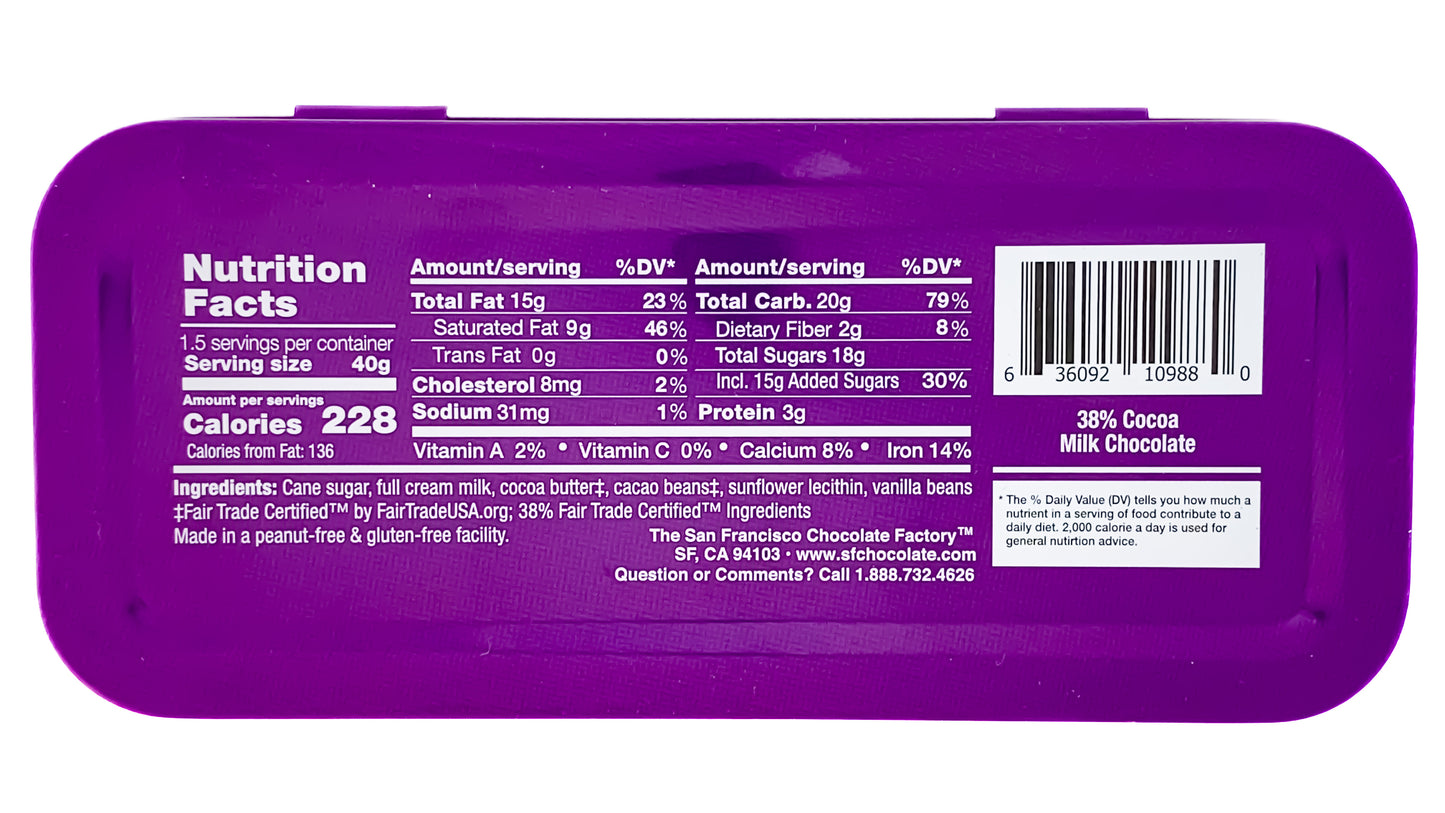 Nutrition
Facts
1.5 servings per container
Serving size 40g
Amount per servings
Calories 228
Calories from Fat: 136
Amount/serving %DV*
Total Fat 15g 23%
Saturated Fat 9g 46%
Trans Fat 0g 0%
Cholesterol 8mg 2%
Sodium 31mg 1%
Amount/serving %DV*
Total Carb. 20g 79%
Dietary Fiber 2g 8%
Total Sugars 18g
Incl. 15g Added Sugars 30%
Protein 3g
Vitamin A 2% • Vitamin C 0% • Calcium 8% • Iron 14%
Ingredients: Cane sugar, full cream milk, cocoa butter‡, cacao beans‡, sunflower lecithin, vanilla beans
‡Fair Trade Certified™ by FairTradeUSA.org; 38% Fair Trade Certified™ Ingredients
Made in a peanut-free & gluten-free facility.
The San Francisco Chocolate Factory™
SF, CA 94103 • www.sfchocolate.com
Question or Comments? Call 1.888.732.4626
6 36092 10988 0
38% Cocoa
Milk Chocolate
* The % Daily Value (DV) tells you how much a
nutrient in a serving of food contribute to a
daily diet. 2,000 calorie a day is used for
general nutirtion advice.